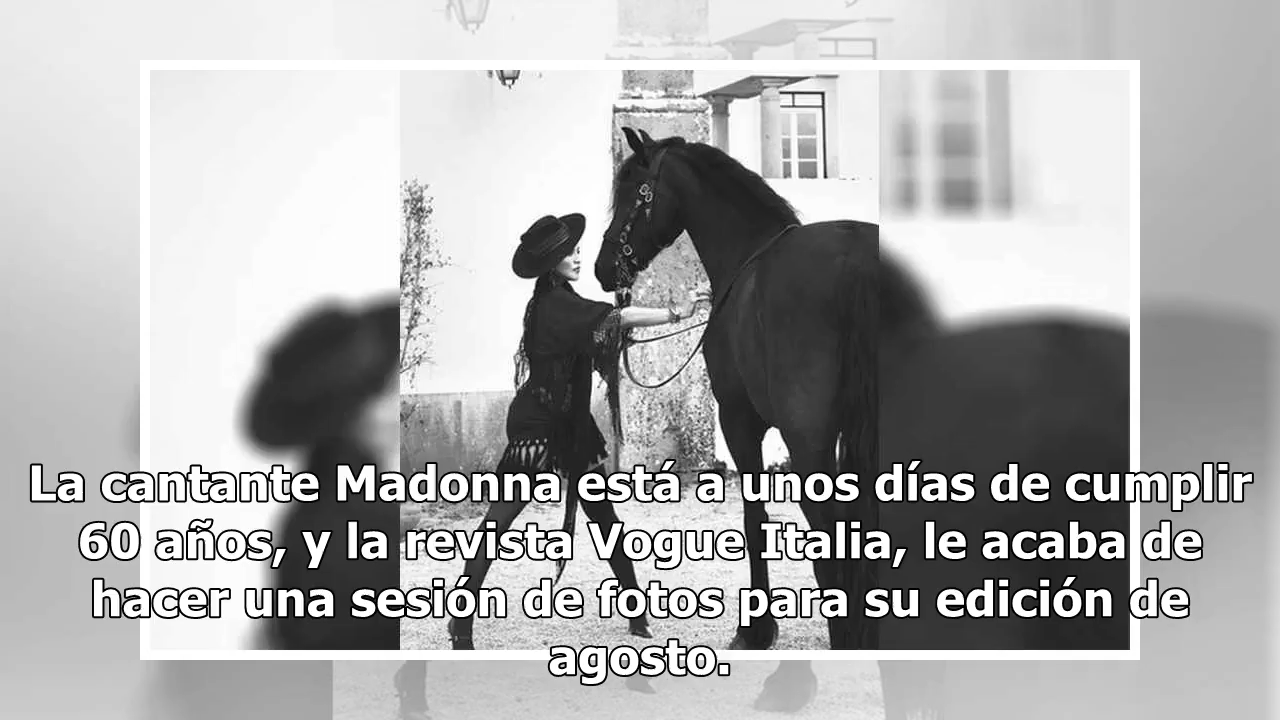 La cantante Madonna está a unos días de cumplir
60 años, y la revista Vogue Italia, le acaba de
hacer una sesión de fotos para su edición de
agosto.